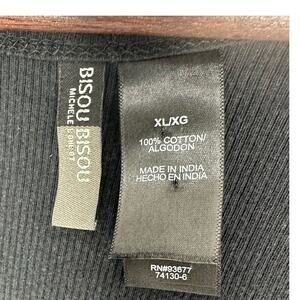 BISOU BISOU
MICHELE BOHBOT
XL/XG
100% COTTON/
ALGODON
MADE IN INDIA
HECHO EN INDIA
RN#93677
74130-6